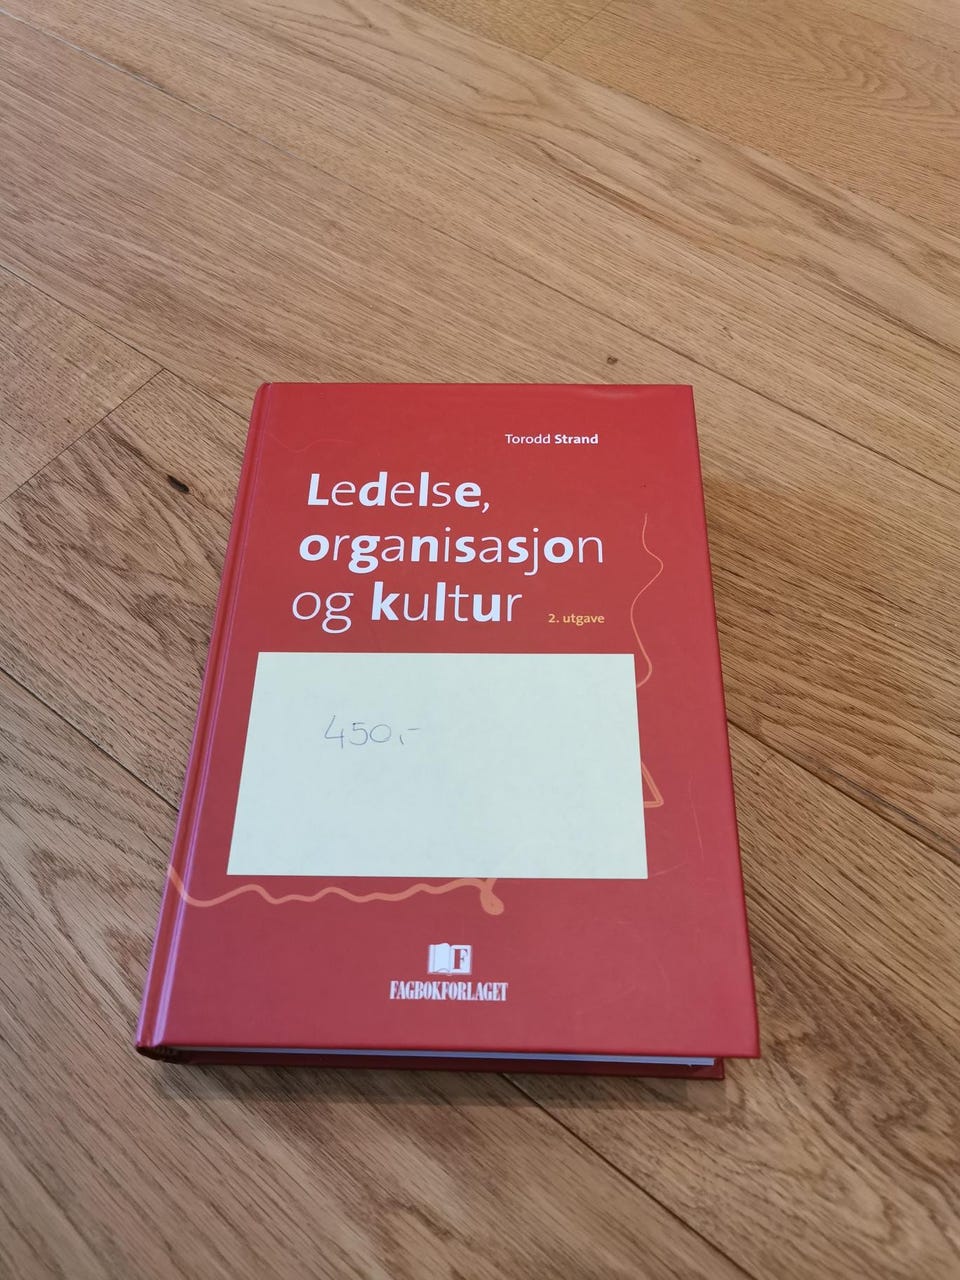 Torodd Strand
Ledelse,
organisasjon
og kultur
2. utgave
450,-
F
FAGBOKFORLAGET